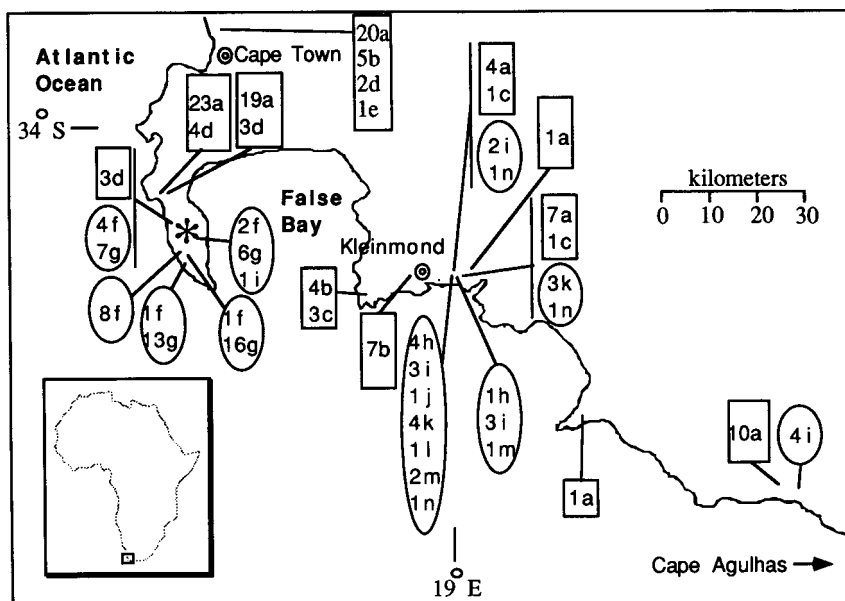 Atlantic
Ocean
Cape Town
20a
5b
2d
1e
34° S
23a
4d
19a
3d
4a
1c
2i
1n
1a
3d
4f
7g
2f
6g
1i
8f
1f
13g
1f
16g
False
Bay
Kleinmond
4b
3c
7b
7a
1c
3k
1n
kilometers
0 10 20 30
4h
3i
1j
4k
1l
2m
1n
1h
3i
1m
1a
10a
4i
19° E
Cape Agulhas